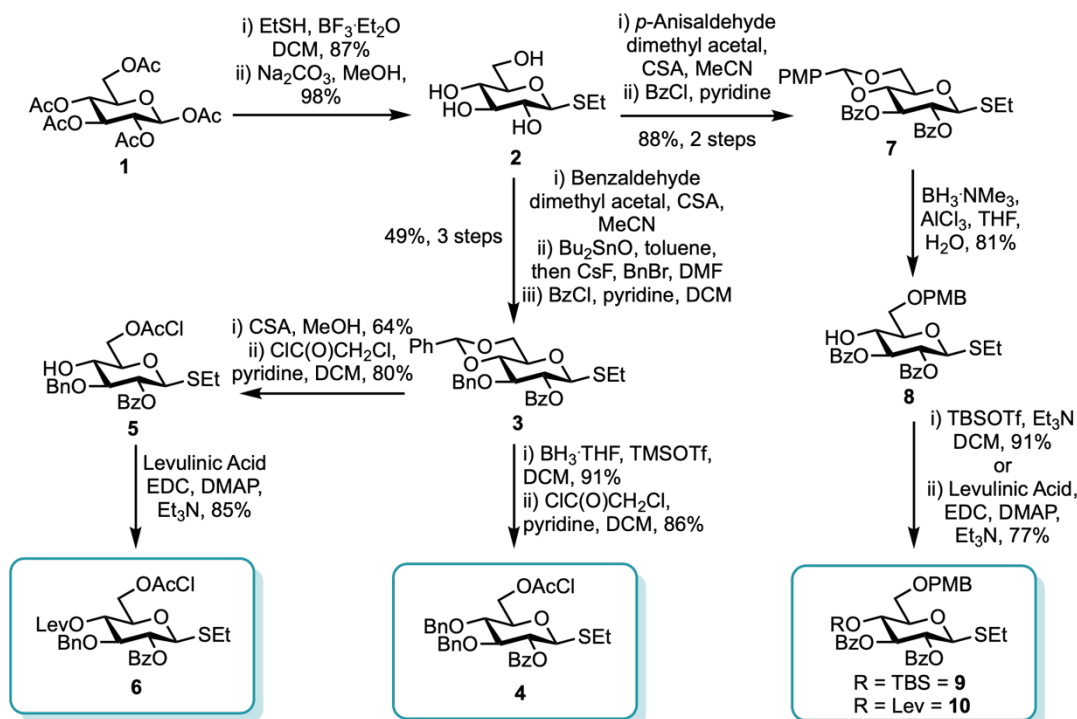 i) EtSH, BF₃·Et₂O
DCM, 87%
ii) Na₂CO₃, MeOH,
98%
OAc
AcO
AcO
AcO
O
OAc
1
OH
HO
HO
OH
O
SEt
2
i) p-Anisaldehyde
dimethyl acetal,
CSA, MeCN
ii) BzCl, pyridine
88%, 2 steps
PMP
O
O
O
BzO
BzO
SEt
7
49%, 3 steps
i) Benzaldehyde
dimethyl acetal, CSA,
MeCN
ii) Bu₂SnO, toluene,
then CsF, BnBr, DMF
iii) BzCl, pyridine, DCM
BH₃·NMe₃,
AlCl₃, THF,
H₂O, 81%
OAcCl
HO
BnO
BzO
O
SEt
5
i) CSA, MeOH, 64%
ii) ClC(O)CH₂Cl,
pyridine, DCM, 80%
Ph
O
O
O
BnO
BzO
SEt
3
OPMB
HO
BzO
BzO
O
SEt
8
Levulinic Acid
EDC, DMAP,
Et₃N, 85%
i) BH₃·THF, TMSOTf,
DCM, 91%
ii) ClC(O)CH₂Cl,
pyridine, DCM, 86%
i) TBSOTf, Et₃N
DCM, 91%
or
ii) Levulinic Acid,
EDC, DMAP,
Et₃N, 77%
OAcCl
LevO
BnO
BzO
O
SEt
6
OAcCl
BnO
BnO
BzO
O
SEt
4
OPMB
RO
BzO
BzO
O
SEt
R = TBS = 9
R = Lev = 10